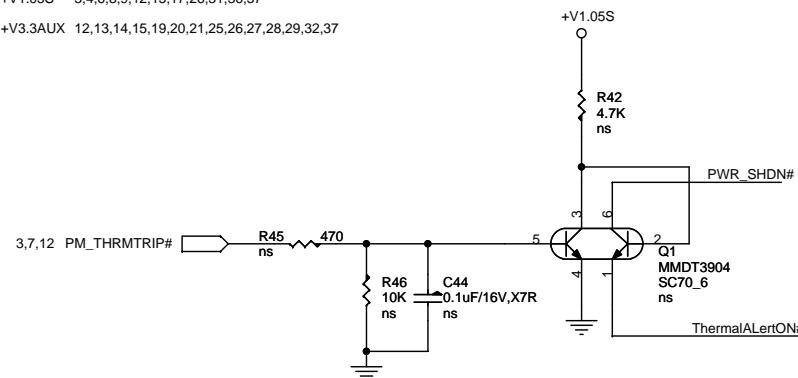 +V3.3AUX 12,13,14,15,19,20,21,25,26,27,28,29,32,37
+V1.05S
R42
4.7K
ns
PWR_SHDN#
3
6
3,7,12 PM_THRMTRIP#
R45
470
ns
5
2
Q1
MMDT3904
SC70_6
ns
4
1
R46
10K
ns
C44
0.1uF/16V,X7R
ns
ThermalALertON#